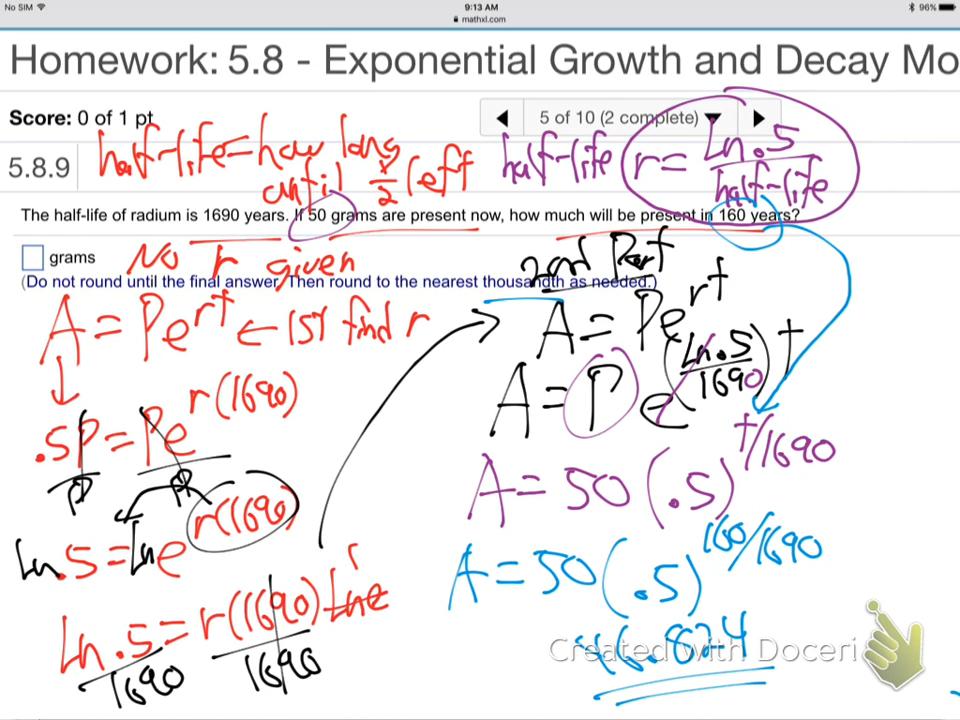 No SIM
9:13 AM
96%
mathxl.com
Homework: 5.8 - Exponential Growth and Decay Mo
Score: 0 of 1 pt
5 of 10 (2 complete)
5.8.9
half-life=how long until 1/2 left
half-life r= Ln.5/half-life
The half-life of radium is 1690 years. If 50 grams are present now, how much will be present in 160 years?
grams
No r given
(Do not round until the final answer. Then round to the nearest thousandth as needed.)
A = Pe^rt ← 1st find r
.5P = Pe^r(1690)
P P
Ln.5 = Lne^r(1690)
Ln.5 = r(1690) Lne 1
1690 1690
2nd Part
A = Pe^rt
A = P e^(Ln.5/1690)t
A = 50 (.5)^t/1690
A = 50 (.5)^160/1690
46.824
Created with Doceri